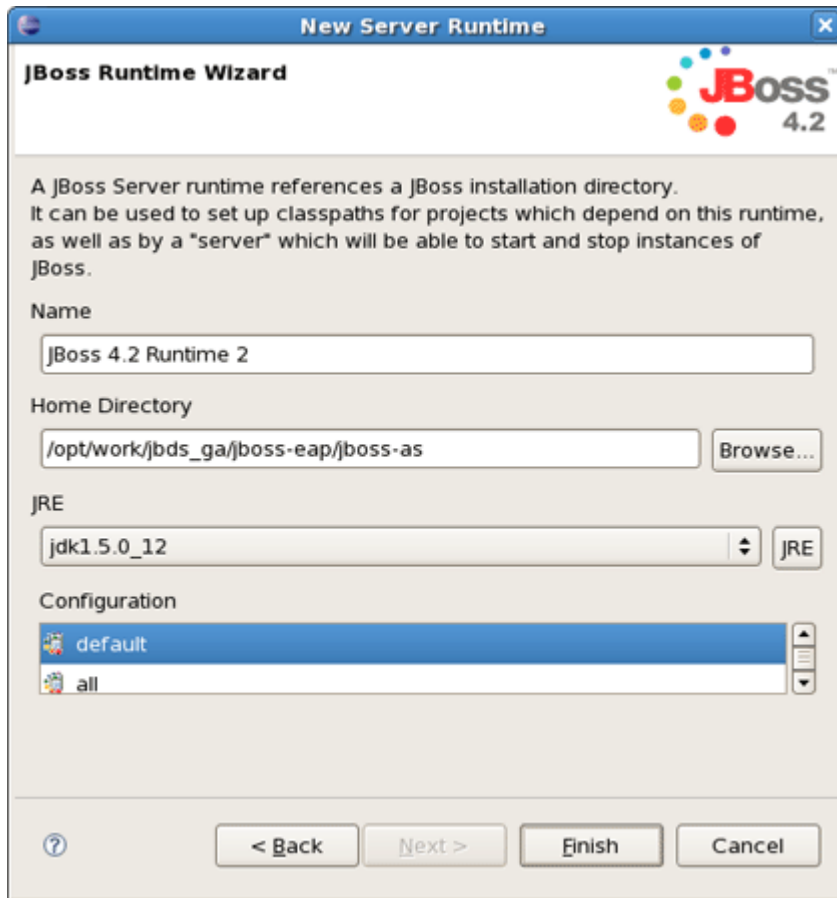 New Server Runtime
JBoss Runtime Wizard
JBoss™
4.2
A JBoss Server runtime references a JBoss installation directory.
It can be used to set up classpaths for projects which depend on this runtime,
as well as by a "server" which will be able to start and stop instances of
JBoss.
Name
JBoss 4.2 Runtime 2
Home Directory
/opt/work/jbds_ga/jboss-eap/jboss-as
Browse...
JRE
jdk1.5.0_12
JRE
Configuration
default
all
? < Back Next > Finish Cancel